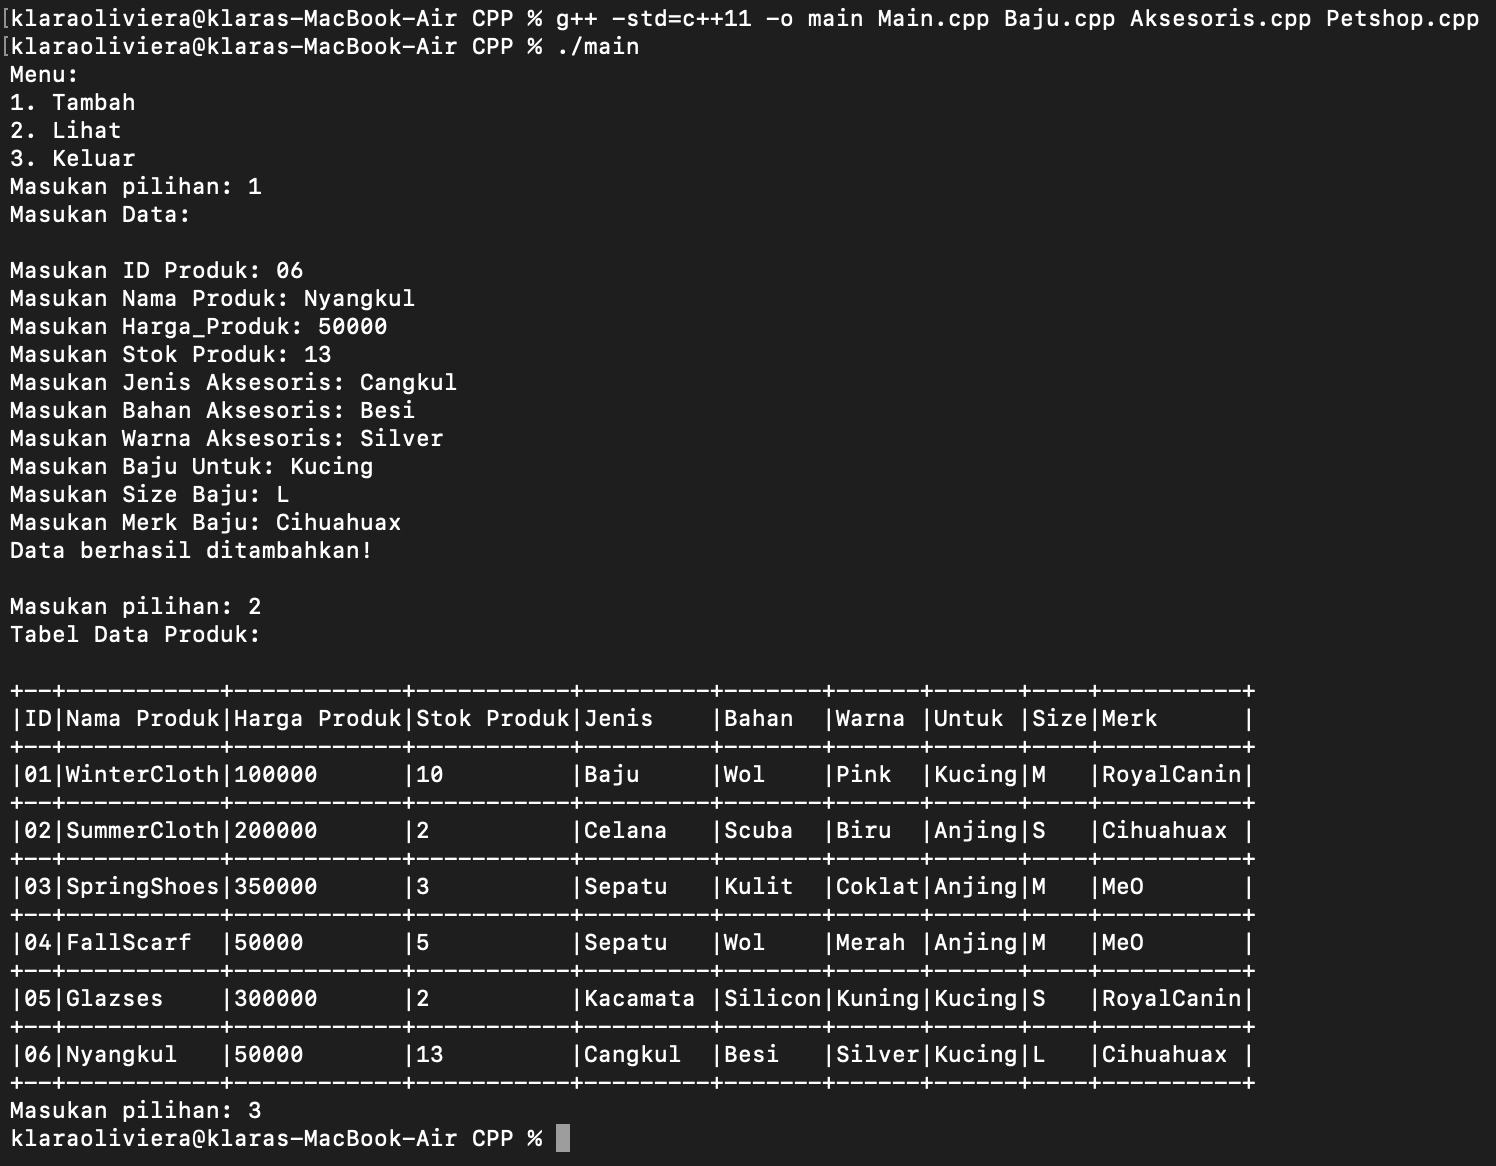 [klaraoliviera@klaras-MacBook-Air CPP % g++ -std=c++11 -o main Main.cpp Baju.cpp Aksesoris.cpp Petshop.cpp
[klaraoliviera@klaras-MacBook-Air CPP % ./main
Menu:
1. Tambah
2. Lihat
3. Keluar
Masukan pilihan: 1
Masukan Data:

Masukan ID Produk: 06
Masukan Nama Produk: Nyangkul
Masukan Harga_Produk: 50000
Masukan Stok Produk: 13
Masukan Jenis Aksesoris: Cangkul
Masukan Bahan Aksesoris: Besi
Masukan Warna Aksesoris: Silver
Masukan Baju Untuk: Kucing
Masukan Size Baju: L
Masukan Merk Baju: Cihuahuax
Data berhasil ditambahkan!

Masukan pilihan: 2
Tabel Data Produk:

+--+-----------+------------+-----------+---------+-------+------+------+----+----------+
|ID|Nama Produk|Harga Produk|Stok Produk|Jenis    |Bahan  |Warna |Untuk |Size|Merk      |
+--+-----------+------------+-----------+---------+-------+------+------+----+----------+
|01|WinterCloth|100000      |10         |Baju     |Wol    |Pink  |Kucing|M   |RoyalCanin|
+--+-----------+------------+-----------+---------+-------+------+------+----+----------+
|02|SummerCloth|200000      |2          |Celana   |Scuba  |Biru  |Anjing|S   |Cihuahuax |
+--+-----------+------------+-----------+---------+-------+------+------+----+----------+
|03|SpringShoes|350000      |3          |Sepatu   |Kulit  |Coklat|Anjing|M   |MeO       |
+--+-----------+------------+-----------+---------+-------+------+------+----+----------+
|04|FallScarf  |50000       |5          |Sepatu   |Wol    |Merah |Anjing|M   |MeO       |
+--+-----------+------------+-----------+---------+-------+------+------+----+----------+
|05|Glazses    |300000      |2          |Kacamata |Silicon|Kuning|Kucing|S   |RoyalCanin|
+--+-----------+------------+-----------+---------+-------+------+------+----+----------+
|06|Nyangkul   |50000       |13         |Cangkul  |Besi   |Silver|Kucing|L   |Cihuahuax |
+--+-----------+------------+-----------+---------+-------+------+------+----+----------+
Masukan pilihan: 3
klaraoliviera@klaras-MacBook-Air CPP %